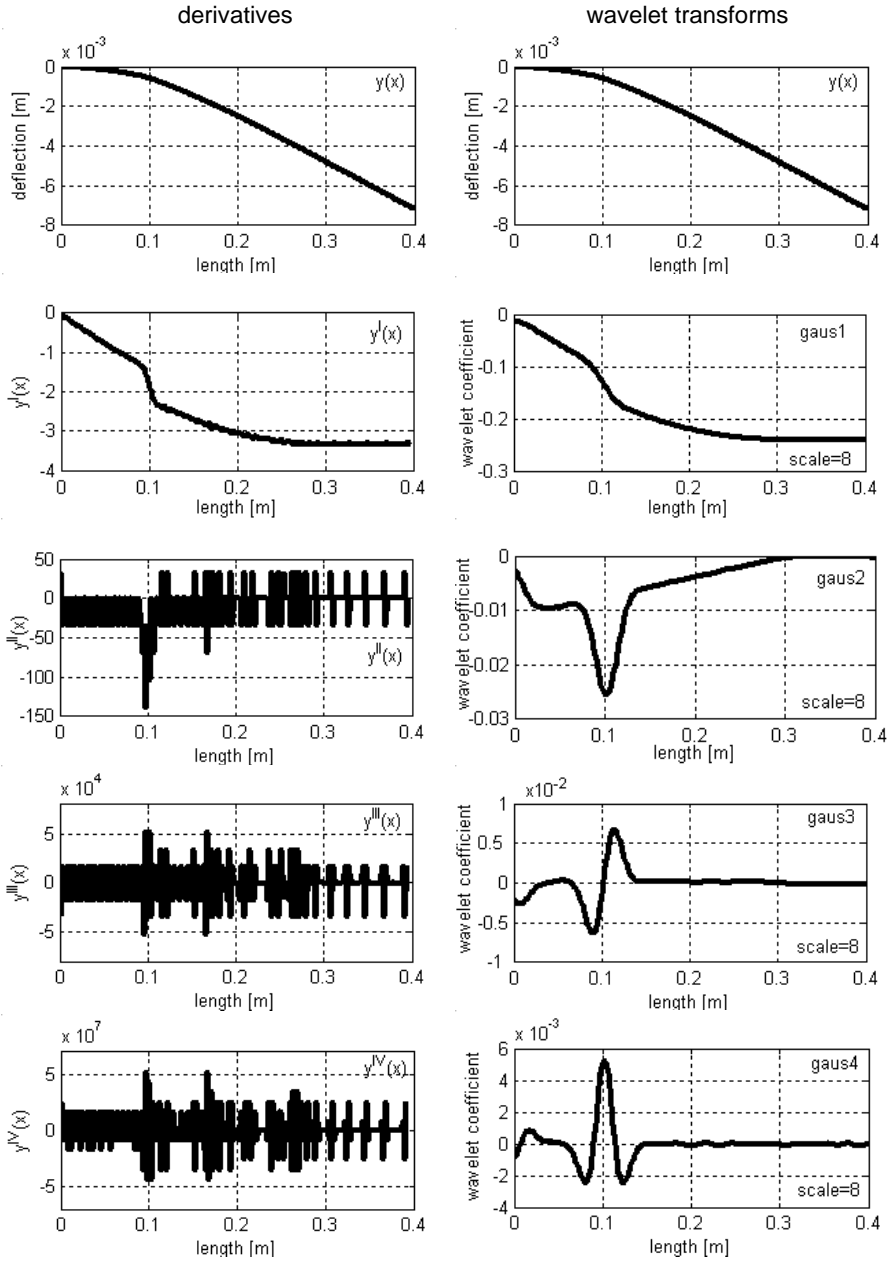 derivatives
wavelet transforms
x 10-3
0
-2
-4
-6
-8
deflection [m]
y(x)
0 0.1 0.2 0.3 0.4
length [m]
x 10-3
0
-2
-4
-6
-8
deflection [m]
y(x)
0 0.1 0.2 0.3 0.4
length [m]
0
-1
-2
-3
-4
yI(x)
yI(x)
0 0.1 0.2 0.3 0.4
length [m]
0
-0.1
-0.2
-0.3
wavelet coefficient
gaus1
scale=8
0 0.1 0.2 0.3 0.4
length [m]
50
0
-50
-100
-150
yII(x)
yII(x)
0 0.1 0.2 0.3 0.4
length [m]
0
-0.01
-0.02
-0.03
wavelet coefficient
gaus2
scale=8
0 0.1 0.2 0.3 0.4
length [m]
x 104
5
0
-5
yIII(x)
yIII(x)
0 0.1 0.2 0.3 0.4
length [m]
x10-2
1
0.5
0
-0.5
-1
wavelet coefficient
gaus3
scale=8
0 0.1 0.2 0.3 0.4
length [m]
x 107
5
0
-5
yIV(x)
yIV(x)
0 0.1 0.2 0.3 0.4
length [m]
x 10-3
6
4
2
0
-2
-4
wavelet coefficient
gaus4
scale=8
0 0.1 0.2 0.3 0.4
length [m]